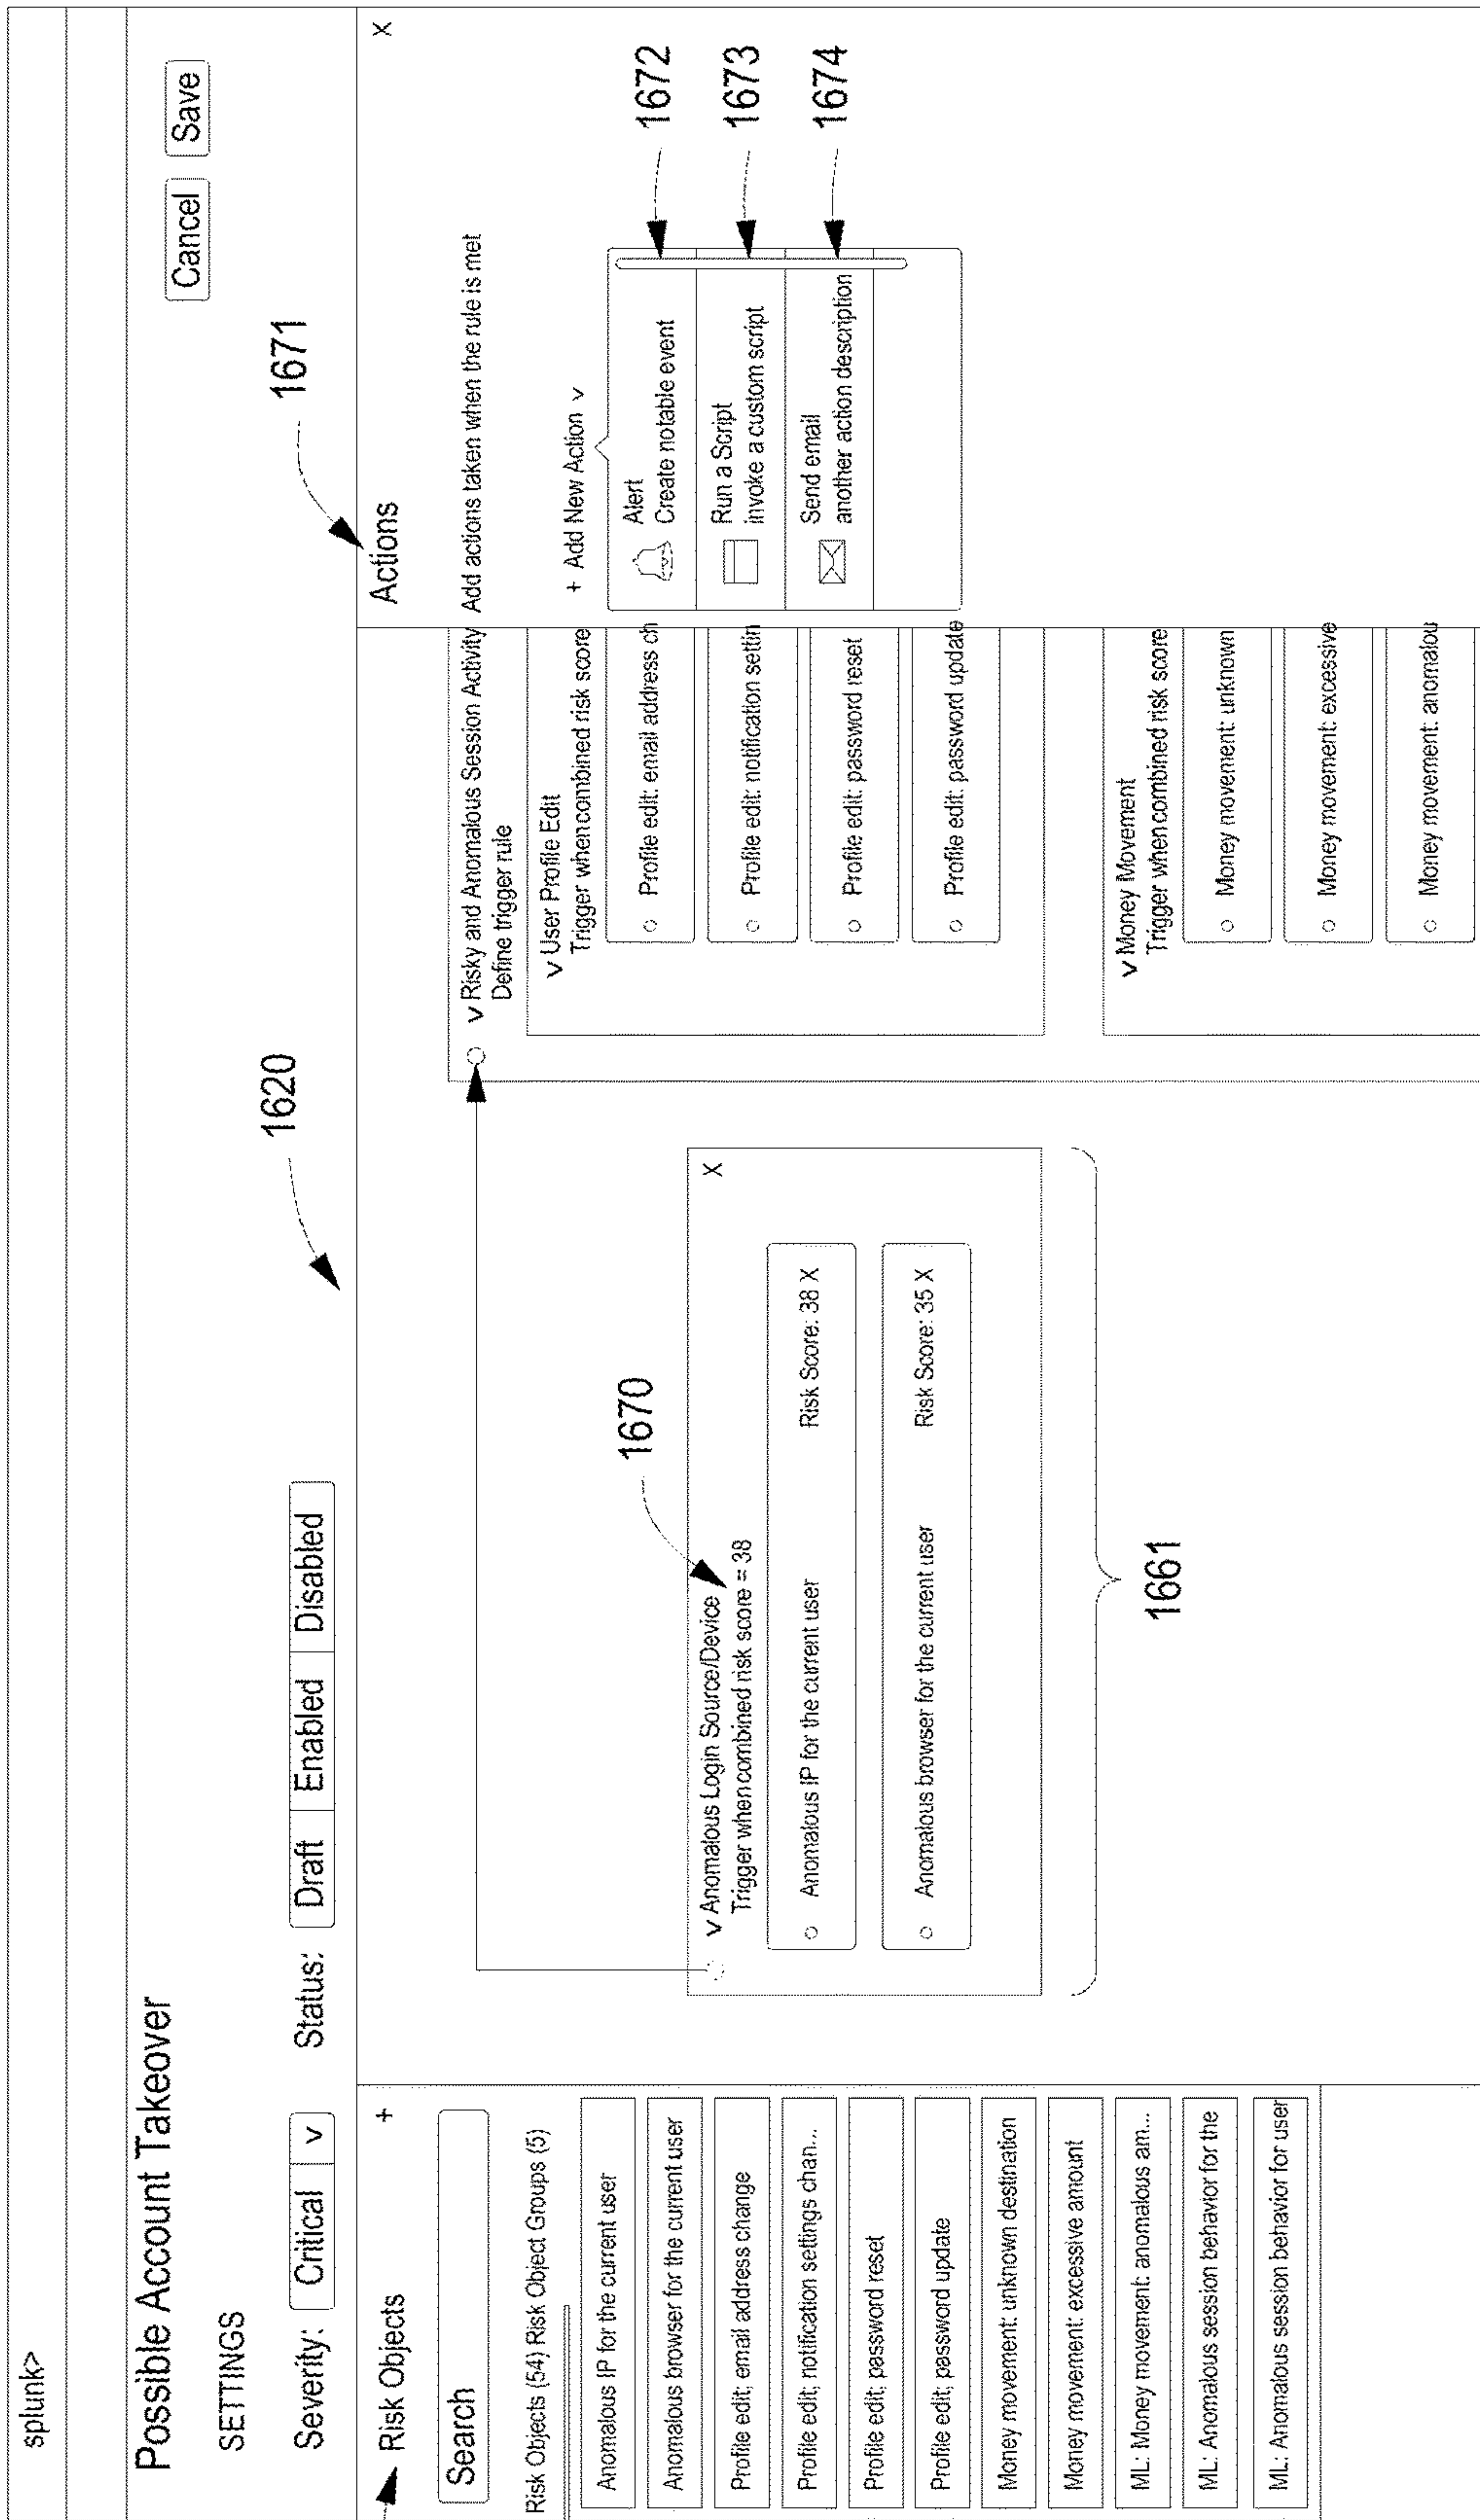 splunk>
Possible Account Takeover
Cancel Save
SETTINGS
Severity: Critical v Status: Draft Enabled Disabled
1620
1671
Risk Objects +
Search
Risk Objects (54) Risk Object Groups (5)
Anomalous IP for the current user
Anomalous browser for the current user
Profile edit; email address change
Profile edit; notification settings chan...
Profile edit; password reset
Profile edit; password update
Money movement: unknown destination
Money movement: excessive amount
ML: Money movement: anomalous am...
ML: Anomalous session behavior for the
ML: Anomalous session behavior for user
1670
v Anomalous Login Source/Device X
Trigger when combined risk score = 38
Anomalous IP for the current user Risk Score: 38 X
Anomalous browser for the current user Risk Score: 35 X
1661
v Risky and Anomalous Session Activity
Define trigger rule
v User Profile Edit
Trigger when combined risk score
Profile edit: email address ch
Profile edit: notification settin
Profile edit: password reset
Profile edit: password update
v Money Movement
Trigger when combined risk score
Money movement: unknown
Money movement: excessive
Money movement: anomalou
Actions X
Add actions taken when the rule is met
+ Add New Action v
Alert
Create notable event
1672
Run a Script
invoke a custom script
1673
Send email
another action description
1674